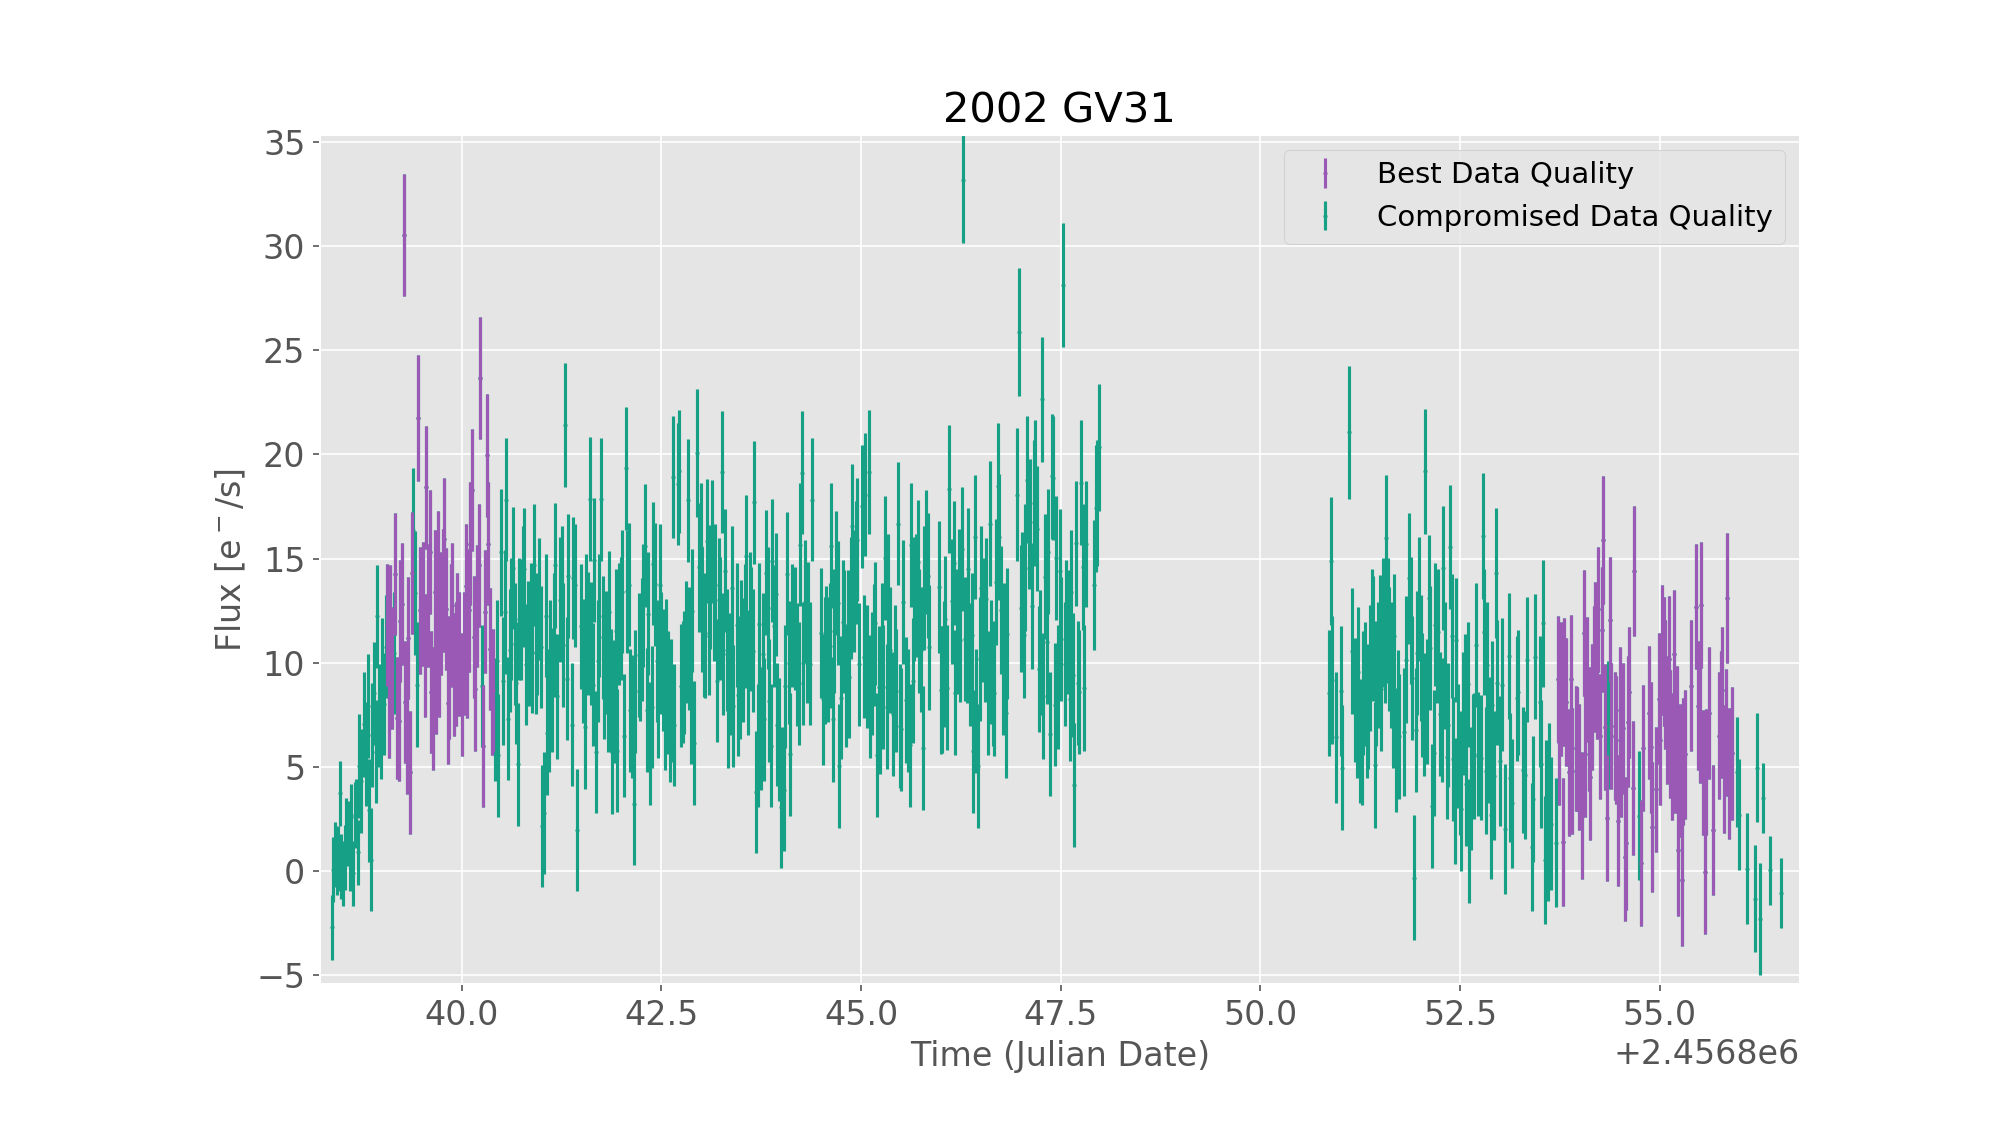 2002 GV31
Best Data Quality
Compromised Data Quality
Flux [e⁻/s]
35
30
25
20
15
10
5
0
−5
40.0 42.5 45.0 47.5 50.0 52.5 55.0
Time (Julian Date)
+2.4568e6